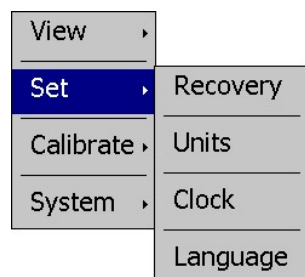 View
Set
Calibrate
System
Recovery
Units
Clock
Language